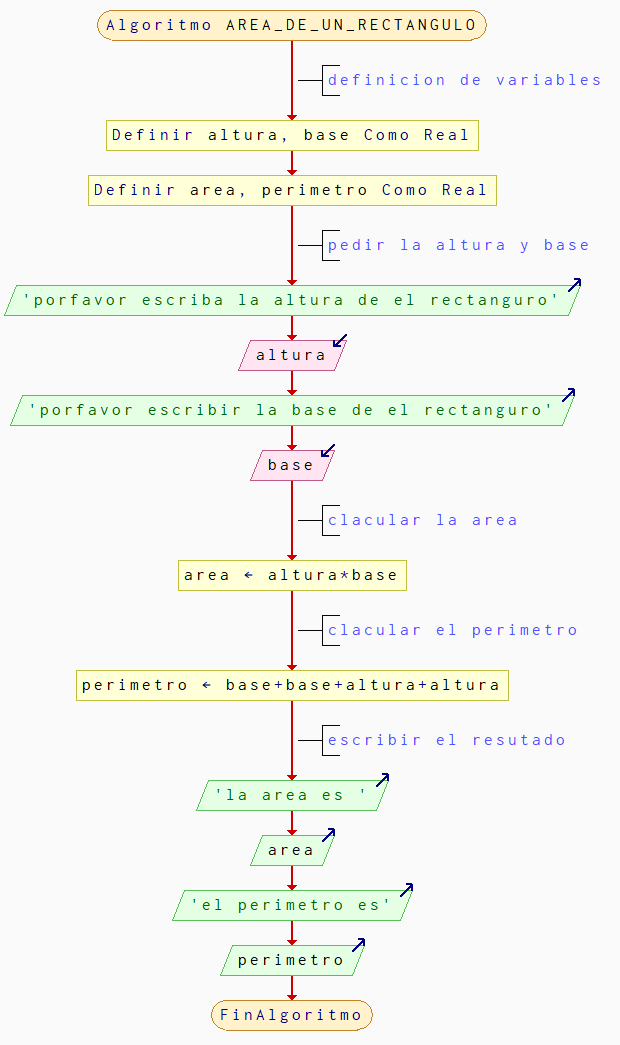 Algoritmo AREA_DE_UN_RECTANGULO
definicion de variables
Definir altura, base Como Real
Definir area, perimetro Como Real
pedir la altura y base
'porfavor escriba la altura de el rectanguro'
altura
'porfavor escribir la base de el rectanguro'
base
clacular la area
area ← altura*base
clacular el perimetro
perimetro ← base+base+altura+altura
escribir el resutado
'la area es '
area
'el perimetro es'
perimetro
FinAlgoritmo